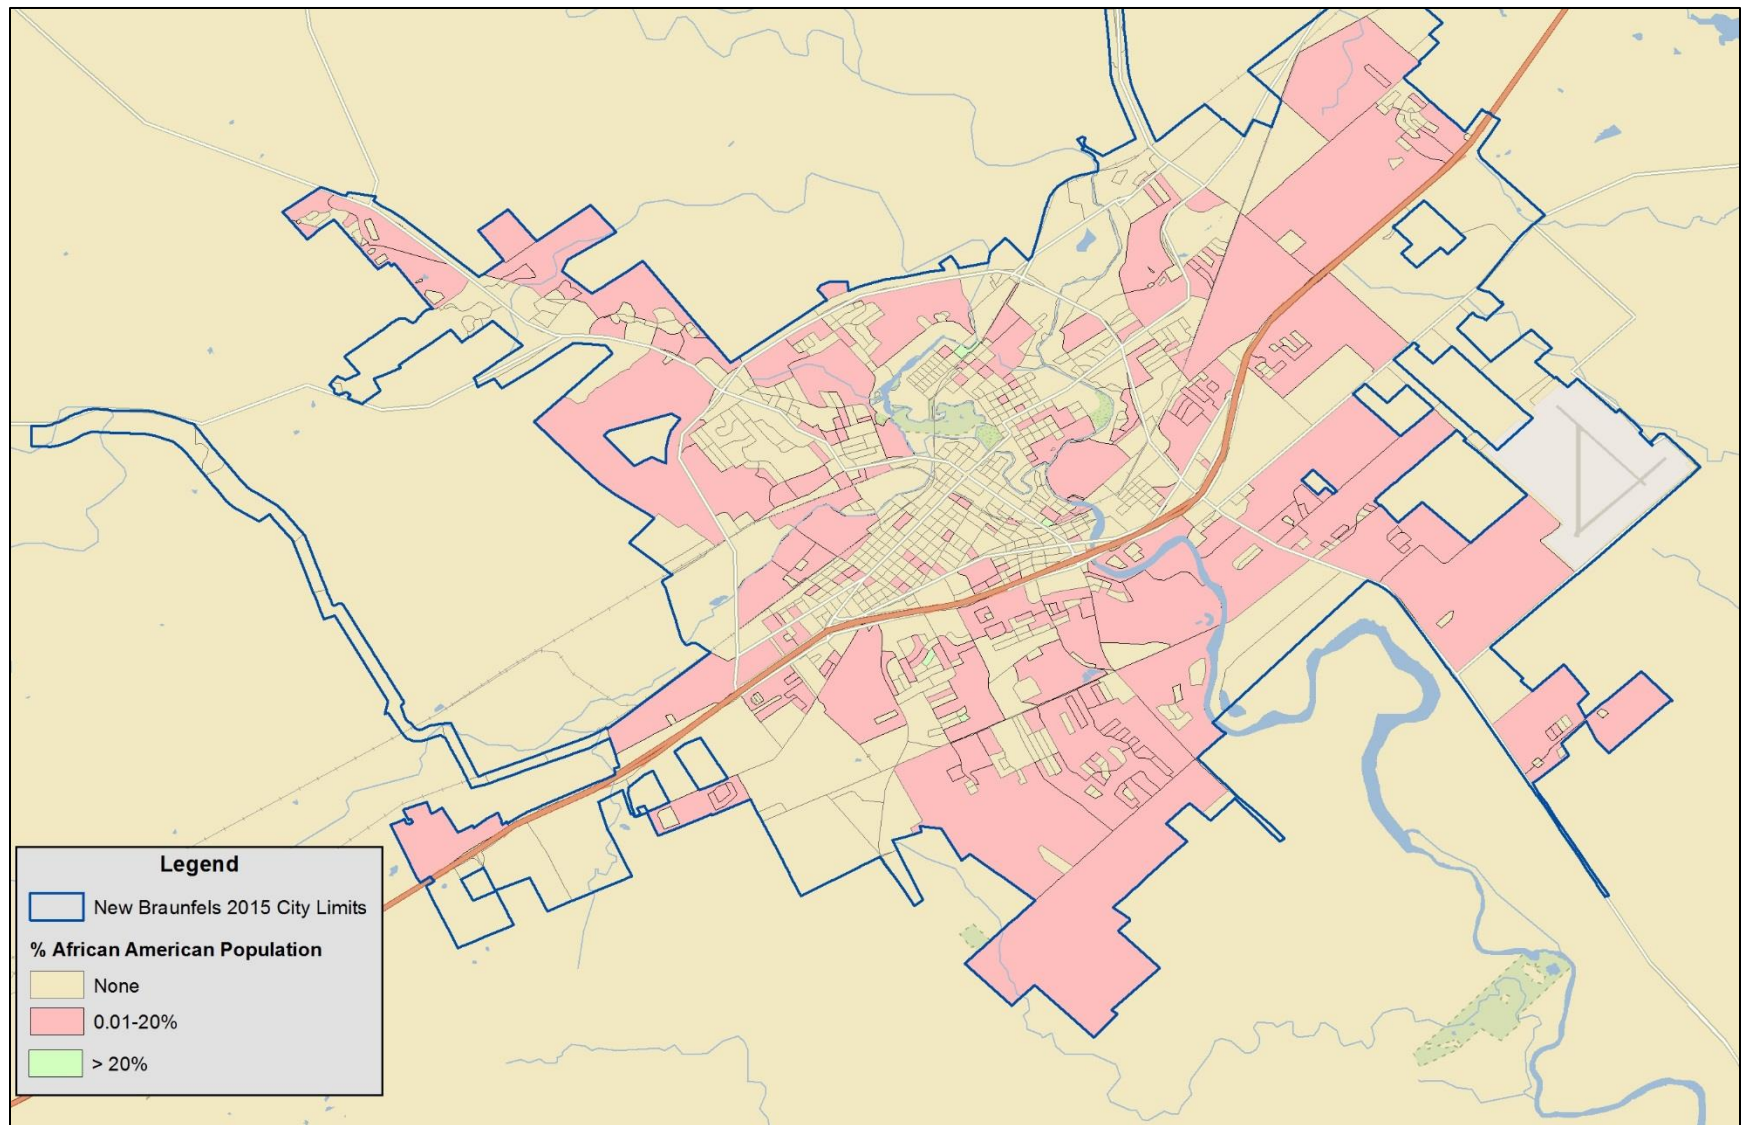 Legend
New Braunfels 2015 City Limits
% African American Population
None
0.01-20%
> 20%